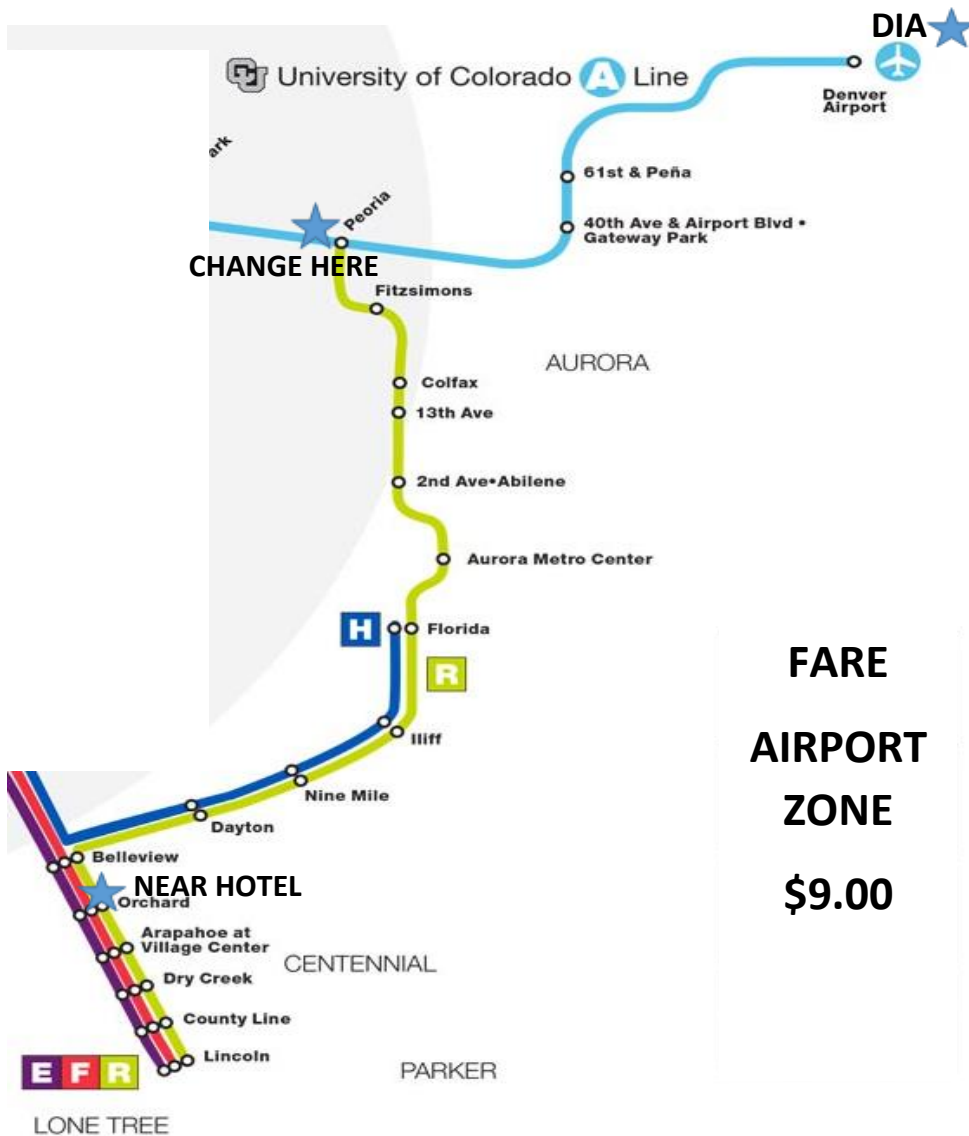 DIA
University of Colorado A Line
Denver
Airport
ark
61st & Peña
Peoria
40th Ave & Airport Blvd •
Gateway Park
CHANGE HERE
Fitzsimons
AURORA
Colfax
13th Ave
2nd Ave•Abilene
Aurora Metro Center
H
Florida
R
Iliff
Nine Mile
Dayton
Belleview
NEAR HOTEL
Orchard
Arapahoe at
Village Center
CENTENNIAL
Dry Creek
County Line
Lincoln
E F R
PARKER
LONE TREE
FARE
AIRPORT
ZONE
$9.00